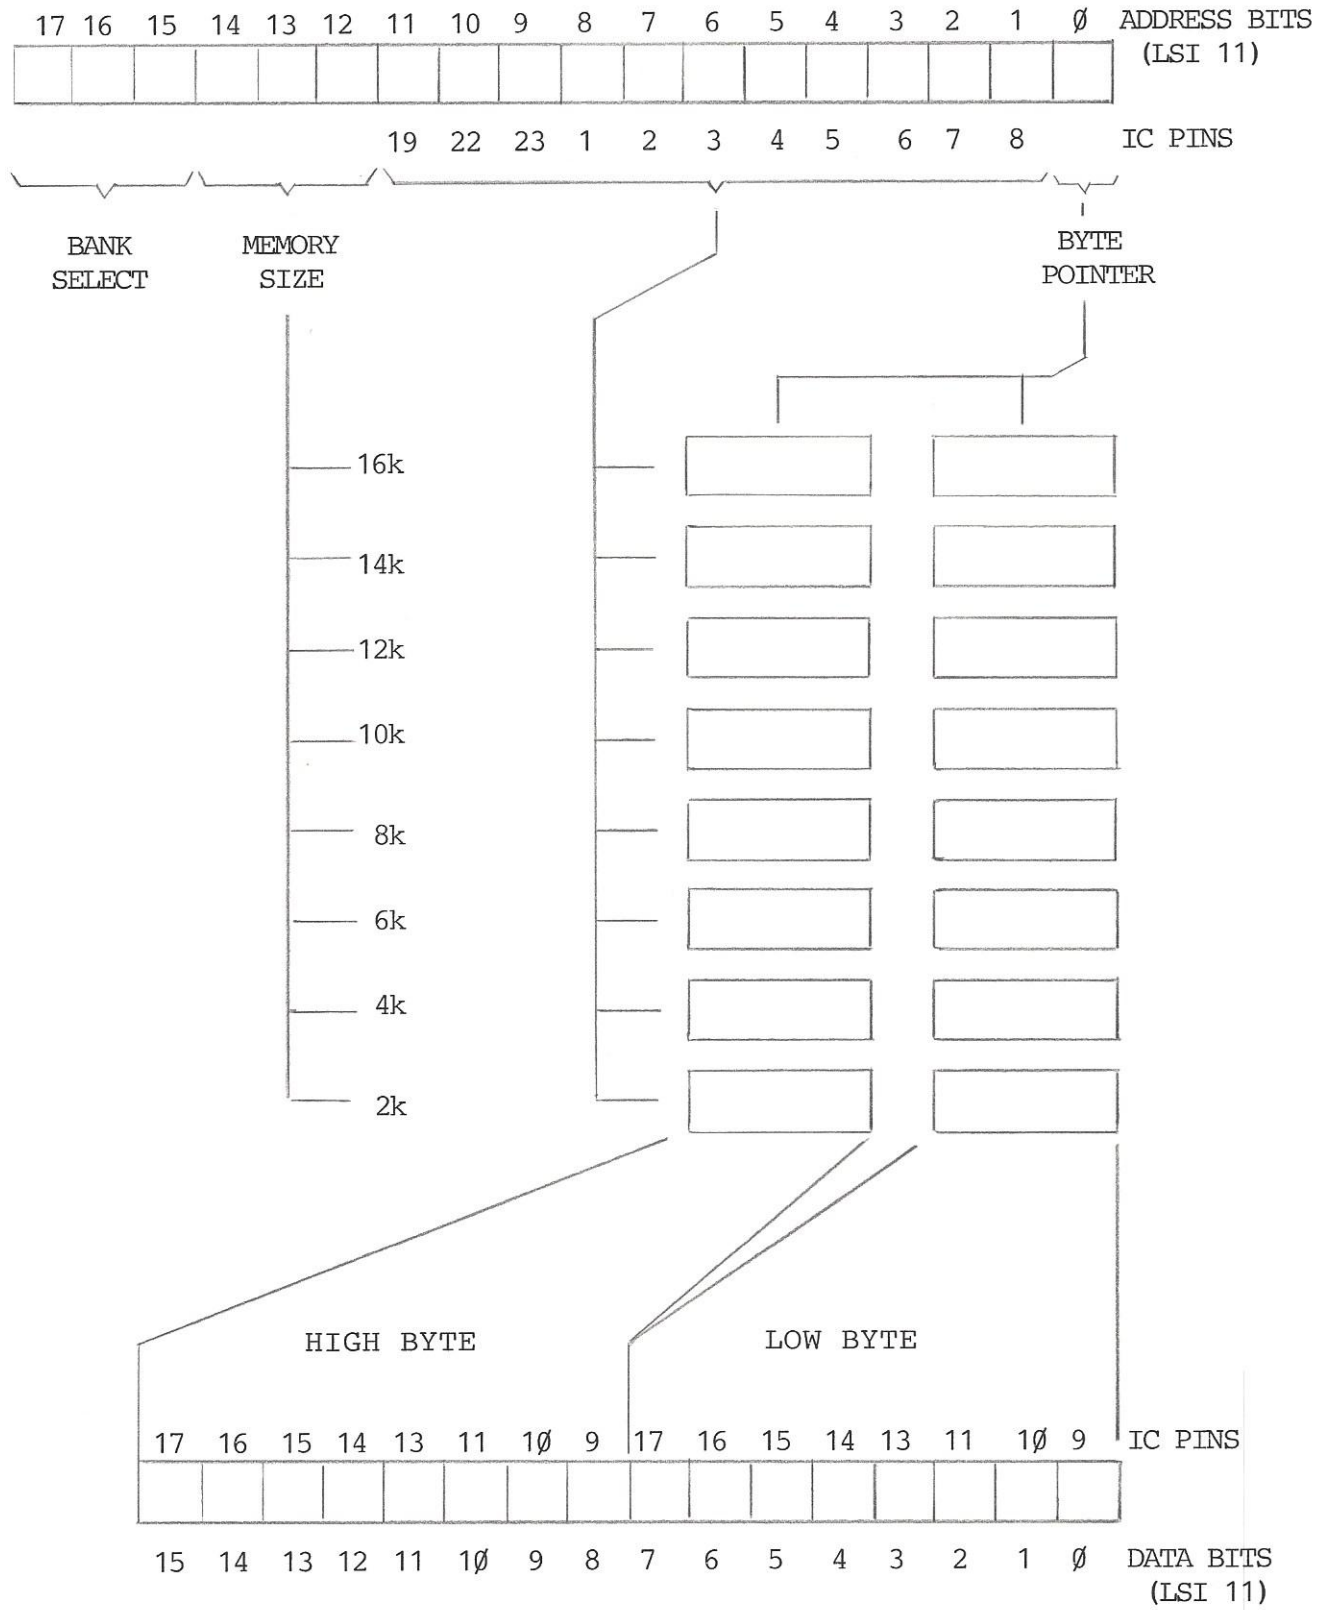 17 16 15 14 13 12 11 10 9 8 7 6 5 4 3 2 1 Ø ADDRESS BITS
(LSI 11)
19 22 23 1 2 3 4 5 6 7 8 IC PINS
BANK
SELECT
MEMORY
SIZE
BYTE
POINTER
16k
14k
12k
10k
8k
6k
4k
2k
HIGH BYTE
LOW BYTE
17 16 15 14 13 11 1Ø 9 17 16 15 14 13 11 1Ø 9 IC PINS
15 14 13 12 11 1Ø 9 8 7 6 5 4 3 2 1 Ø DATA BITS
(LSI 11)